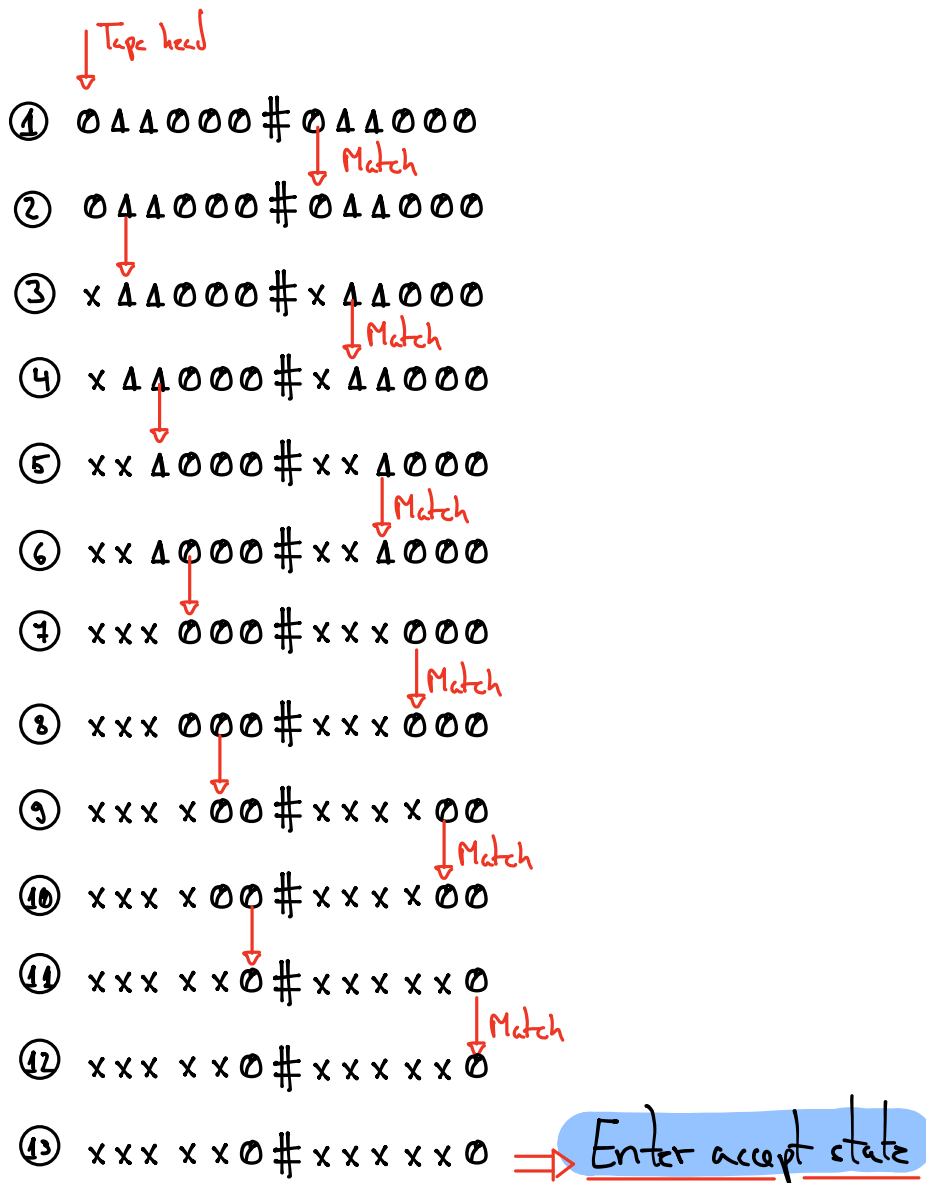 Tape head
① 011000 # 011000
Match
② 011000 # 011000
③ x11000 # x11000
Match
④ x11000 # x11000
⑤ xx1000 # xx1000
Match
⑥ xx1000 # xx1000
⑦ xxx000 # xxx000
Match
⑧ xxx000 # xxx000
⑨ xxxx00 # xxxx00
Match
⑩ xxxx00 # xxxx00
⑪ xxxxx0 # xxxxx0
Match
⑫ xxxxx0 # xxxxx0
⑬ xxxxx0 # xxxxx0 ⇒ Enter accept state